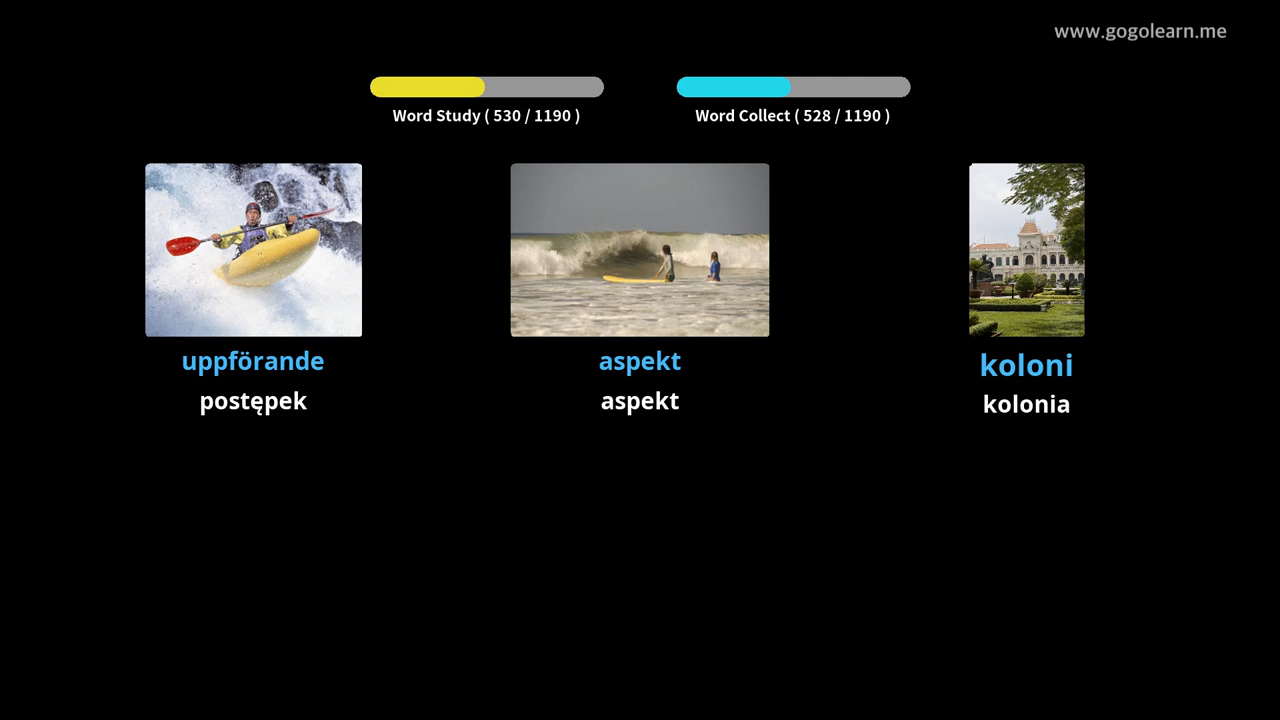 www.gogolearn.me
Word Study ( 530 / 1190 )
Word Collect ( 528 / 1190 )
uppförande
postępek
aspekt
aspekt
koloni
kolonia